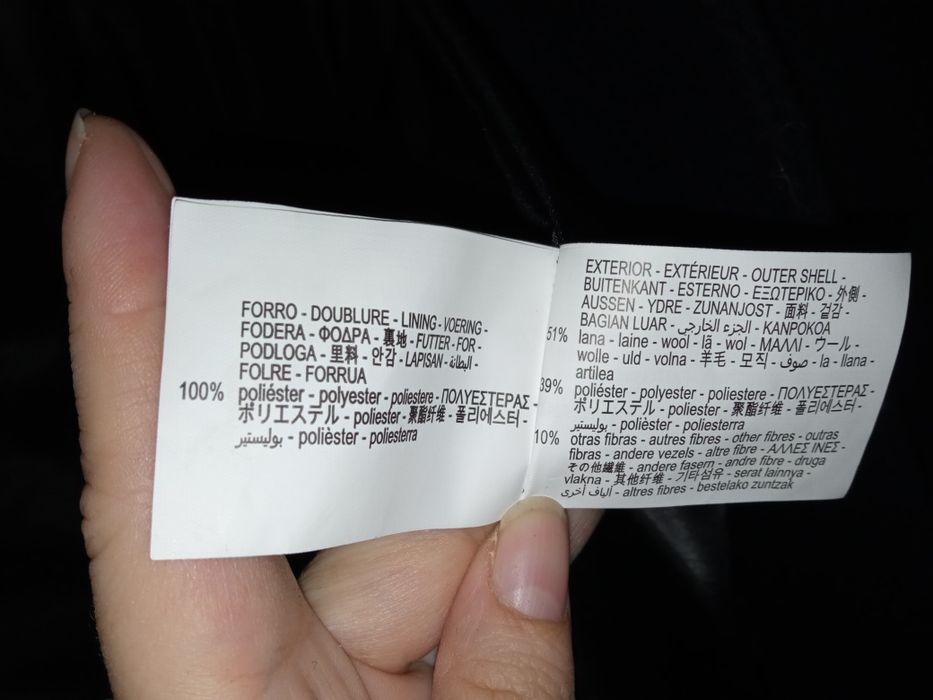 FORRO - DOUBLURE - LINING - VOERING -
FODERA - ΦΟΔΡΑ - 裏地 - FUTTER - FOR -
PODLOGA - 里料 - 안감 - LAPISAN - البطانة -
FOLRE - FORRUA
100% poliéster - polyester - poliestere - ΠΟΛΥΕΣΤΕΡΑΣ -
ポリエステル - poliester - 聚酯纤维 - 폴리에스터 -
بوليستير - polièster - poliesterra
EXTERIOR - EXTÉRIEUR - OUTER SHELL -
BUITENKANT - ESTERNO - ΕΞΩΤΕΡΙΚΟ - 外側 -
AUSSEN - YDRE - ZUNANJOST - 面料 - 겉감 -
BAGIAN LUAR - الجزء الخارجي - KANPOKOA
51% lana - laine - wool - lã - wol - ΜΑΛΛΙ - ウール -
wolle - uld - volna - 羊毛 - 모직 - صوف - la - llana -
artilea
39% poliéster - polyester - poliestere - ΠΟΛΥΕΣΤΕΡΑΣ -
ポリエステル - poliester - 聚酯纤维 - 폴리에스터 -
بوليستير - polièster - poliesterra
10% otras fibras - autres fibres - other fibres - outras
fibras - andere vezels - altre fibre - ΑΛΛΕΣ ΙΝΕΣ -
その他繊維 - andere fasern - andre fibre - druga
vlakna - 其他纤维 - 기타섬유 - serat lainnya -
ألياف أخرى - altres fibres - bestelako zuntzak